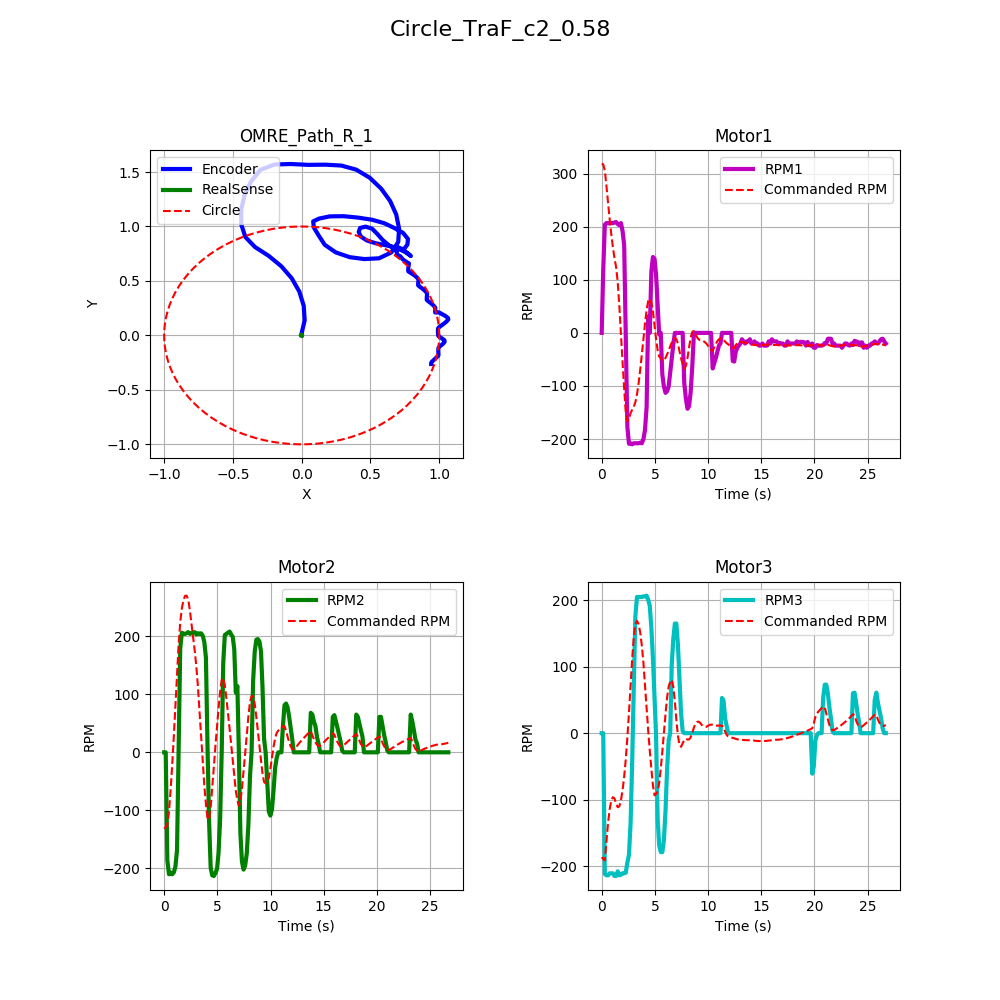 Circle_TraF_c2_0.58
OMRE_Path_R_1
Encoder
RealSense
Circle
Y
1.5
1.0
0.5
0.0
−0.5
−1.0
−1.0 −0.5 0.0 0.5 1.0
X
Motor1
RPM1
Commanded RPM
RPM
300
200
100
0
−100
−200
0 5 10 15 20 25
Time (s)
Motor2
RPM2
Commanded RPM
RPM
200
100
0
−100
−200
0 5 10 15 20 25
Time (s)
Motor3
RPM3
Commanded RPM
RPM
200
100
0
−100
−200
0 5 10 15 20 25
Time (s)